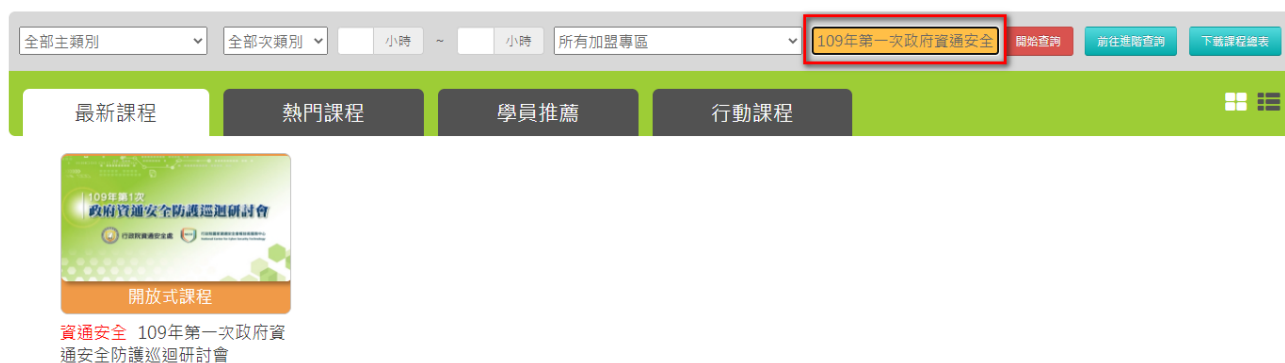 全部主類別 全部次類別 小時 ~ 小時 所有加盟專區 109年第一次政府資通安全 開始查詢 前往進階查詢 下載課程總表
最新課程 熱門課程 學員推薦 行動課程
109年第1次
政府資通安全防護巡迴研討會
行政院資通安全處
開放式課程
資通安全 109年第一次政府資
通安全防護巡迴研討會